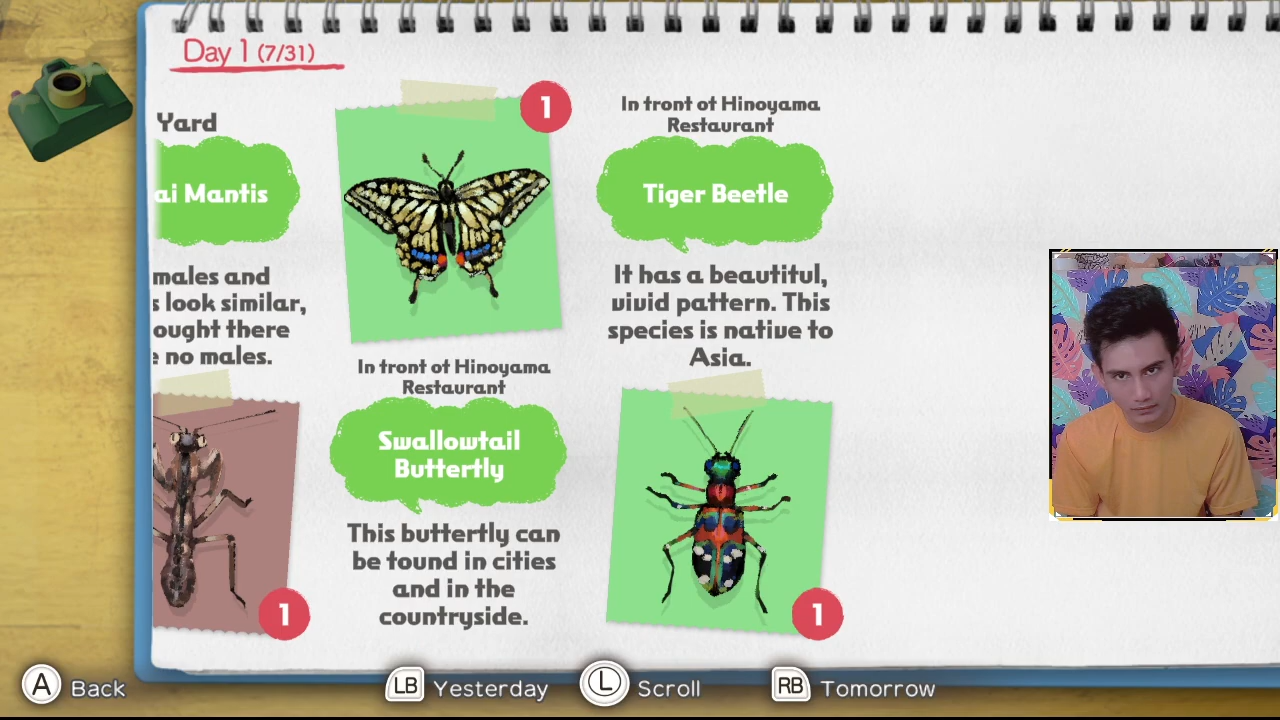 Day 1 (7/31)
Yard
ai Mantis
males and
s look similar,
ought there
e no males.
1
1
In front of Hinoyama
Restaurant
Swallowtail
Butterfly
This butterfly can
be found in cities
and in the
countryside.
In front of Hinoyama
Restaurant
Tiger Beetle
It has a beautiful,
vivid pattern. This
species is native to
Asia.
1
A Back
LB Yesterday
L Scroll
RB Tomorrow